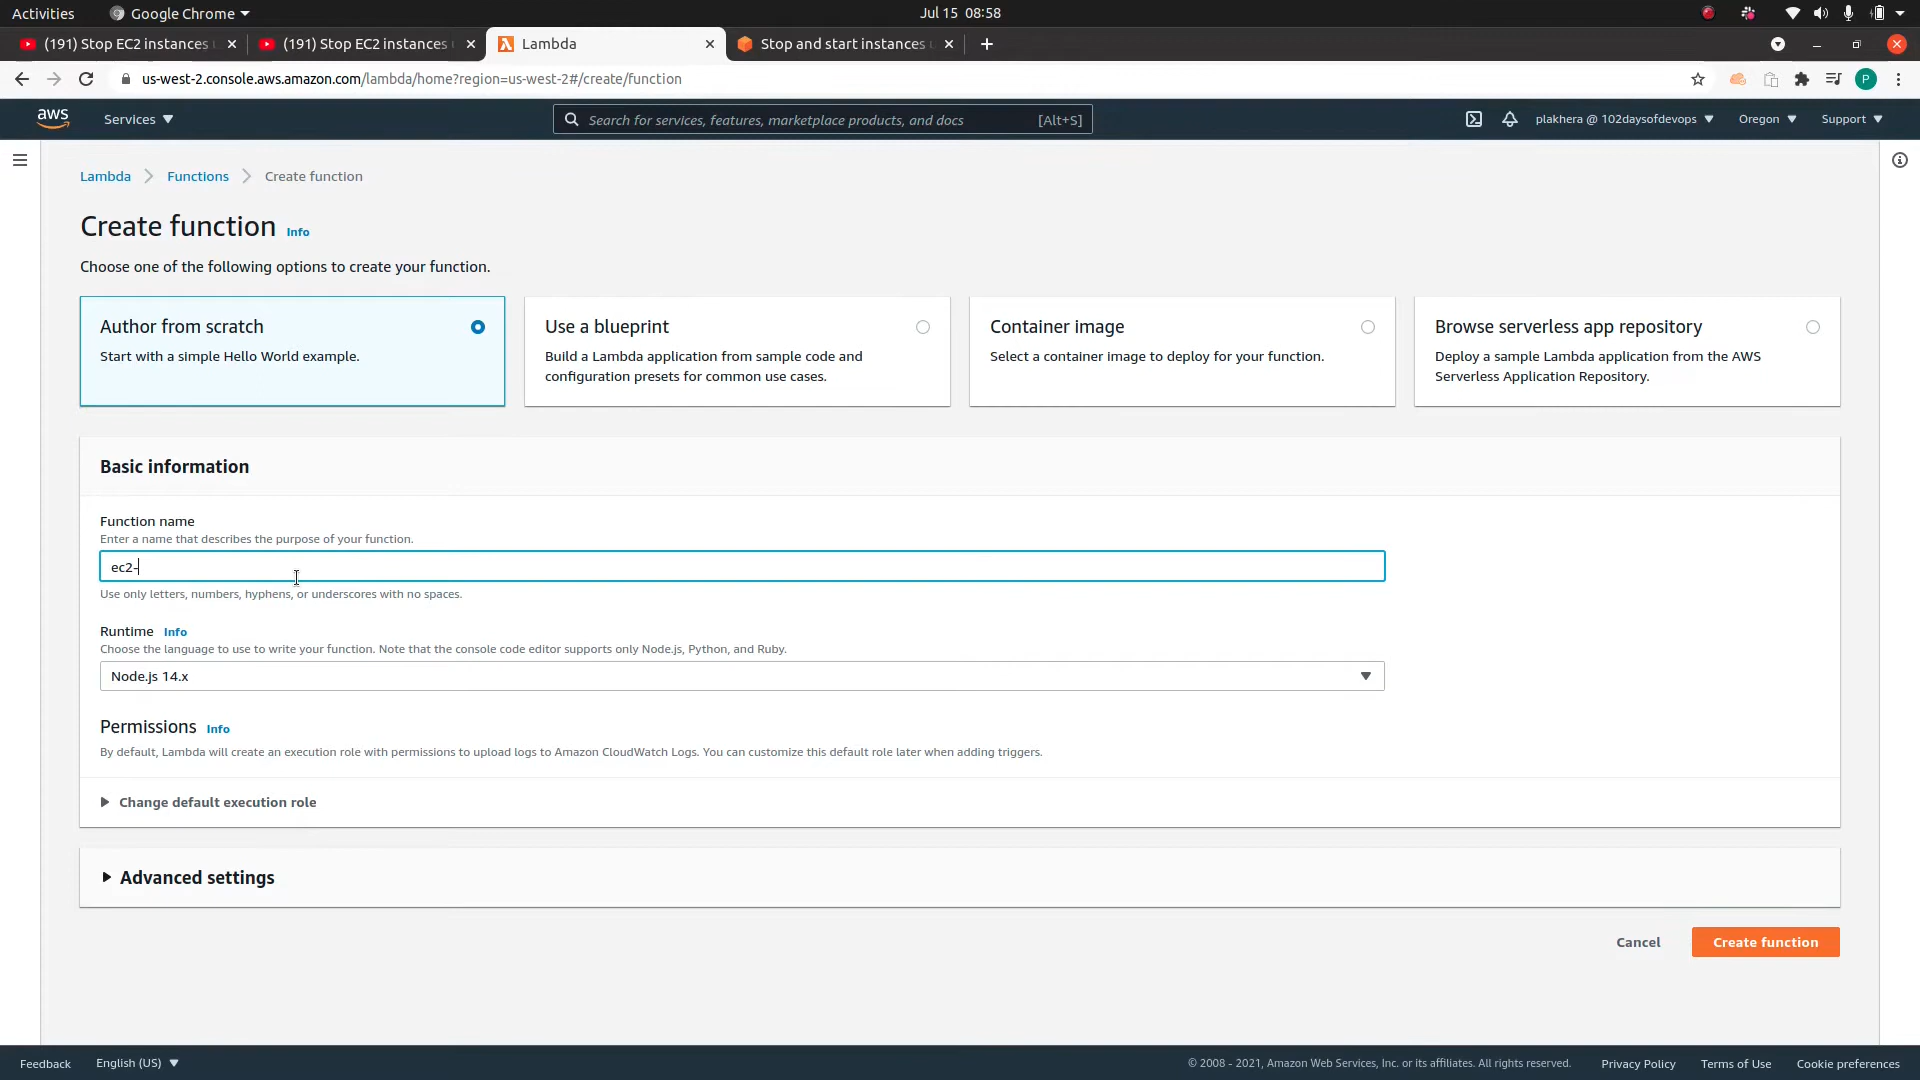 Activities Google Chrome Jul 15 08:58
(191) Stop EC2 instances (191) Stop EC2 instances Lambda Stop and start instances
us-west-2.console.aws.amazon.com/lambda/home?region=us-west-2#/create/function P
aws Services Search for services, features, marketplace products, and docs [Alt+S] plakhera @ 102daysofdevops Oregon Support
Lambda Functions Create function
Create function Info
Choose one of the following options to create your function.
Author from scratch
Start with a simple Hello World example.
Use a blueprint
Build a Lambda application from sample code and
configuration presets for common use cases.
Container image
Select a container image to deploy for your function.
Browse serverless app repository
Deploy a sample Lambda application from the AWS
Serverless Application Repository.
Basic information
Function name
Enter a name that describes the purpose of your function.
ec2-
Use only letters, numbers, hyphens, or underscores with no spaces.
Runtime Info
Choose the language to use to write your function. Note that the console code editor supports only Node.js, Python, and Ruby.
Node.js 14.x
Permissions Info
By default, Lambda will create an execution role with permissions to upload logs to Amazon CloudWatch Logs. You can customize this default role later when adding triggers.
Change default execution role
Advanced settings
Cancel Create function
Feedback English (US) © 2008 - 2021, Amazon Web Services, Inc. or its affiliates. All rights reserved. Privacy Policy Terms of Use Cookie preferences